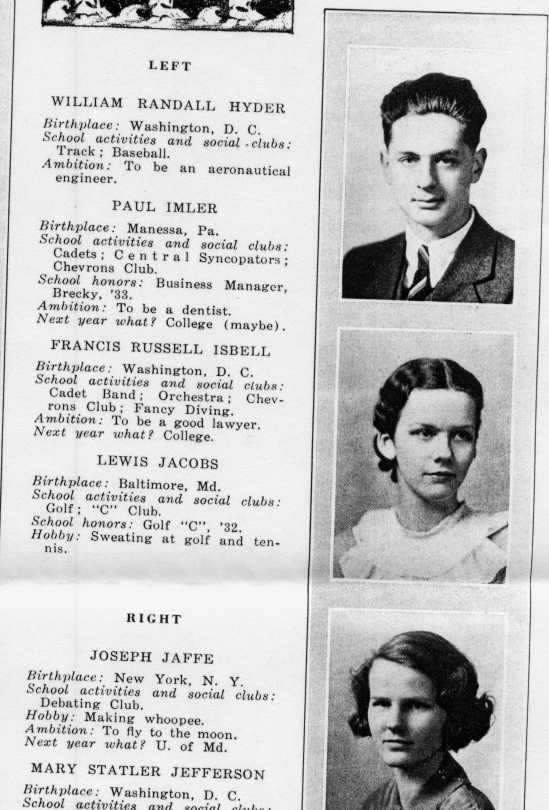 LEFT
WILLIAM RANDALL HYDER
Birthplace: Washington, D. C.
School activities and social clubs:
Track; Baseball.
Ambition: To be an aeronautical
engineer.
PAUL IMLER
Birthplace: Manessa, Pa.
School activities and social clubs:
Cadets; Central Syncopators;
Chevrons Club.
School honors: Business Manager,
Brecky, '33.
Ambition: To be a dentist.
Next year what? College (maybe).
FRANCIS RUSSELL ISBELL
Birthplace: Washington, D. C.
School activities and social clubs:
Cadet Band; Orchestra; Chev-
rons Club; Fancy Diving.
Ambition: To be a good lawyer.
Next year what? College.
LEWIS JACOBS
Birthplace: Baltimore, Md.
School activities and social clubs:
Golf; "C" Club.
School honors: Golf "C", '32.
Hobby: Sweating at golf and ten-
nis.
RIGHT
JOSEPH JAFFE
Birthplace: New York, N. Y.
School activities and social clubs:
Debating Club.
Hobby: Making whoopee.
Ambition: To fly to the moon.
Next year what? U. of Md.
MARY STATLER JEFFERSON
Birthplace: Washington, D. C.
School activities and social clubs: